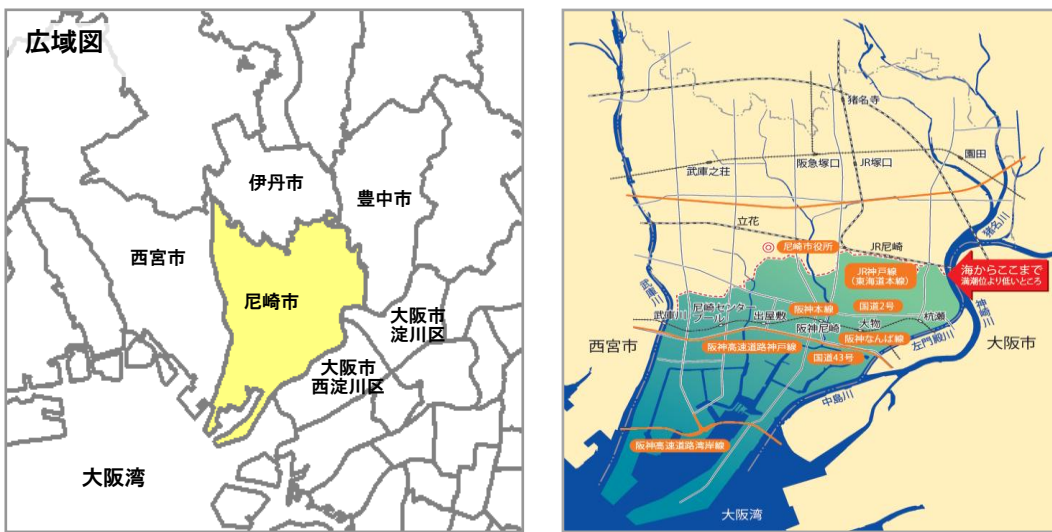 広域図
伊丹市
豊中市
西宮市
尼崎市
大阪市
淀川区
大阪市
西淀川区
大阪湾
猪名寺
園田
阪急塚口
JR塚口
武庫之荘
猪名川
立花
尼崎市役所
JR尼崎
JR神戸線
(東海道本線)
海からここまで
満潮位より低いところ
武庫川
武庫川
尼崎センター
プール
出屋敷
阪神本線
国道2号
杭瀬
大物
阪神尼崎
阪神なんば線
神崎川
左門殿川
西宮市
阪神高速道路神戸線
国道43号
大阪市
中島川
阪神高速道路湾岸線
大阪湾